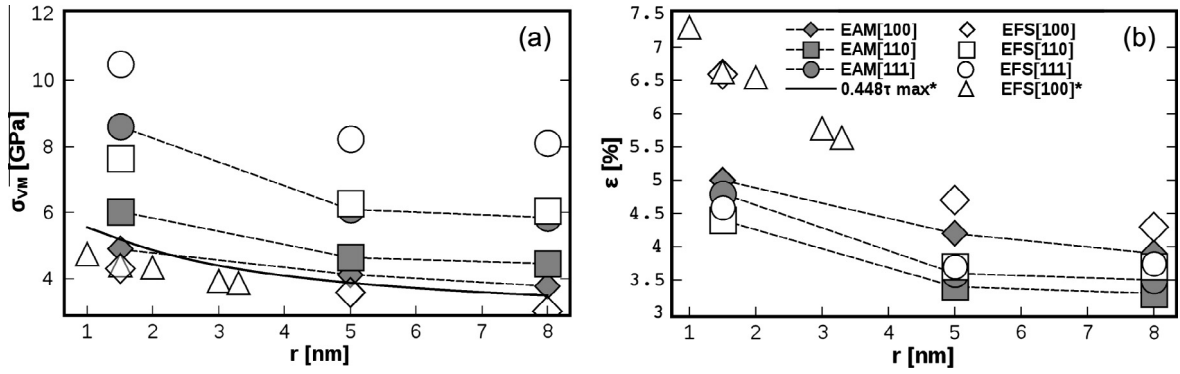 12
10
8
6
4
σVM [GPa]
1 2 3 4 5 6 7 8
r [nm]
(a)
7.5
7
6.5
6
5.5
5
4.5
4
3.5
3
ε [%]
1 2 3 4 5 6 7 8
r [nm]
(b)
EAM[100] EFS[100]
EAM[110] EFS[110]
EAM[111] EFS[111]
0.448τ max* EFS[100]*